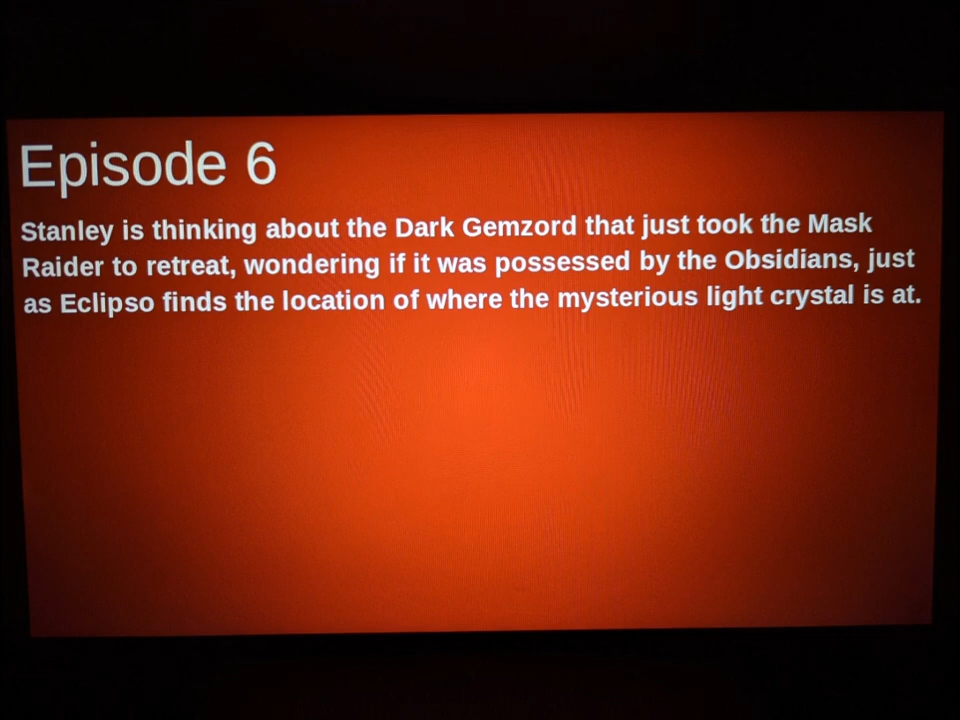 Episode 6
Stanley is thinking about the Dark Gemzord that just took the Mask
Raider to retreat, wondering if it was possessed by the Obsidians, just
as Eclipso finds the location of where the mysterious light crystal is at.